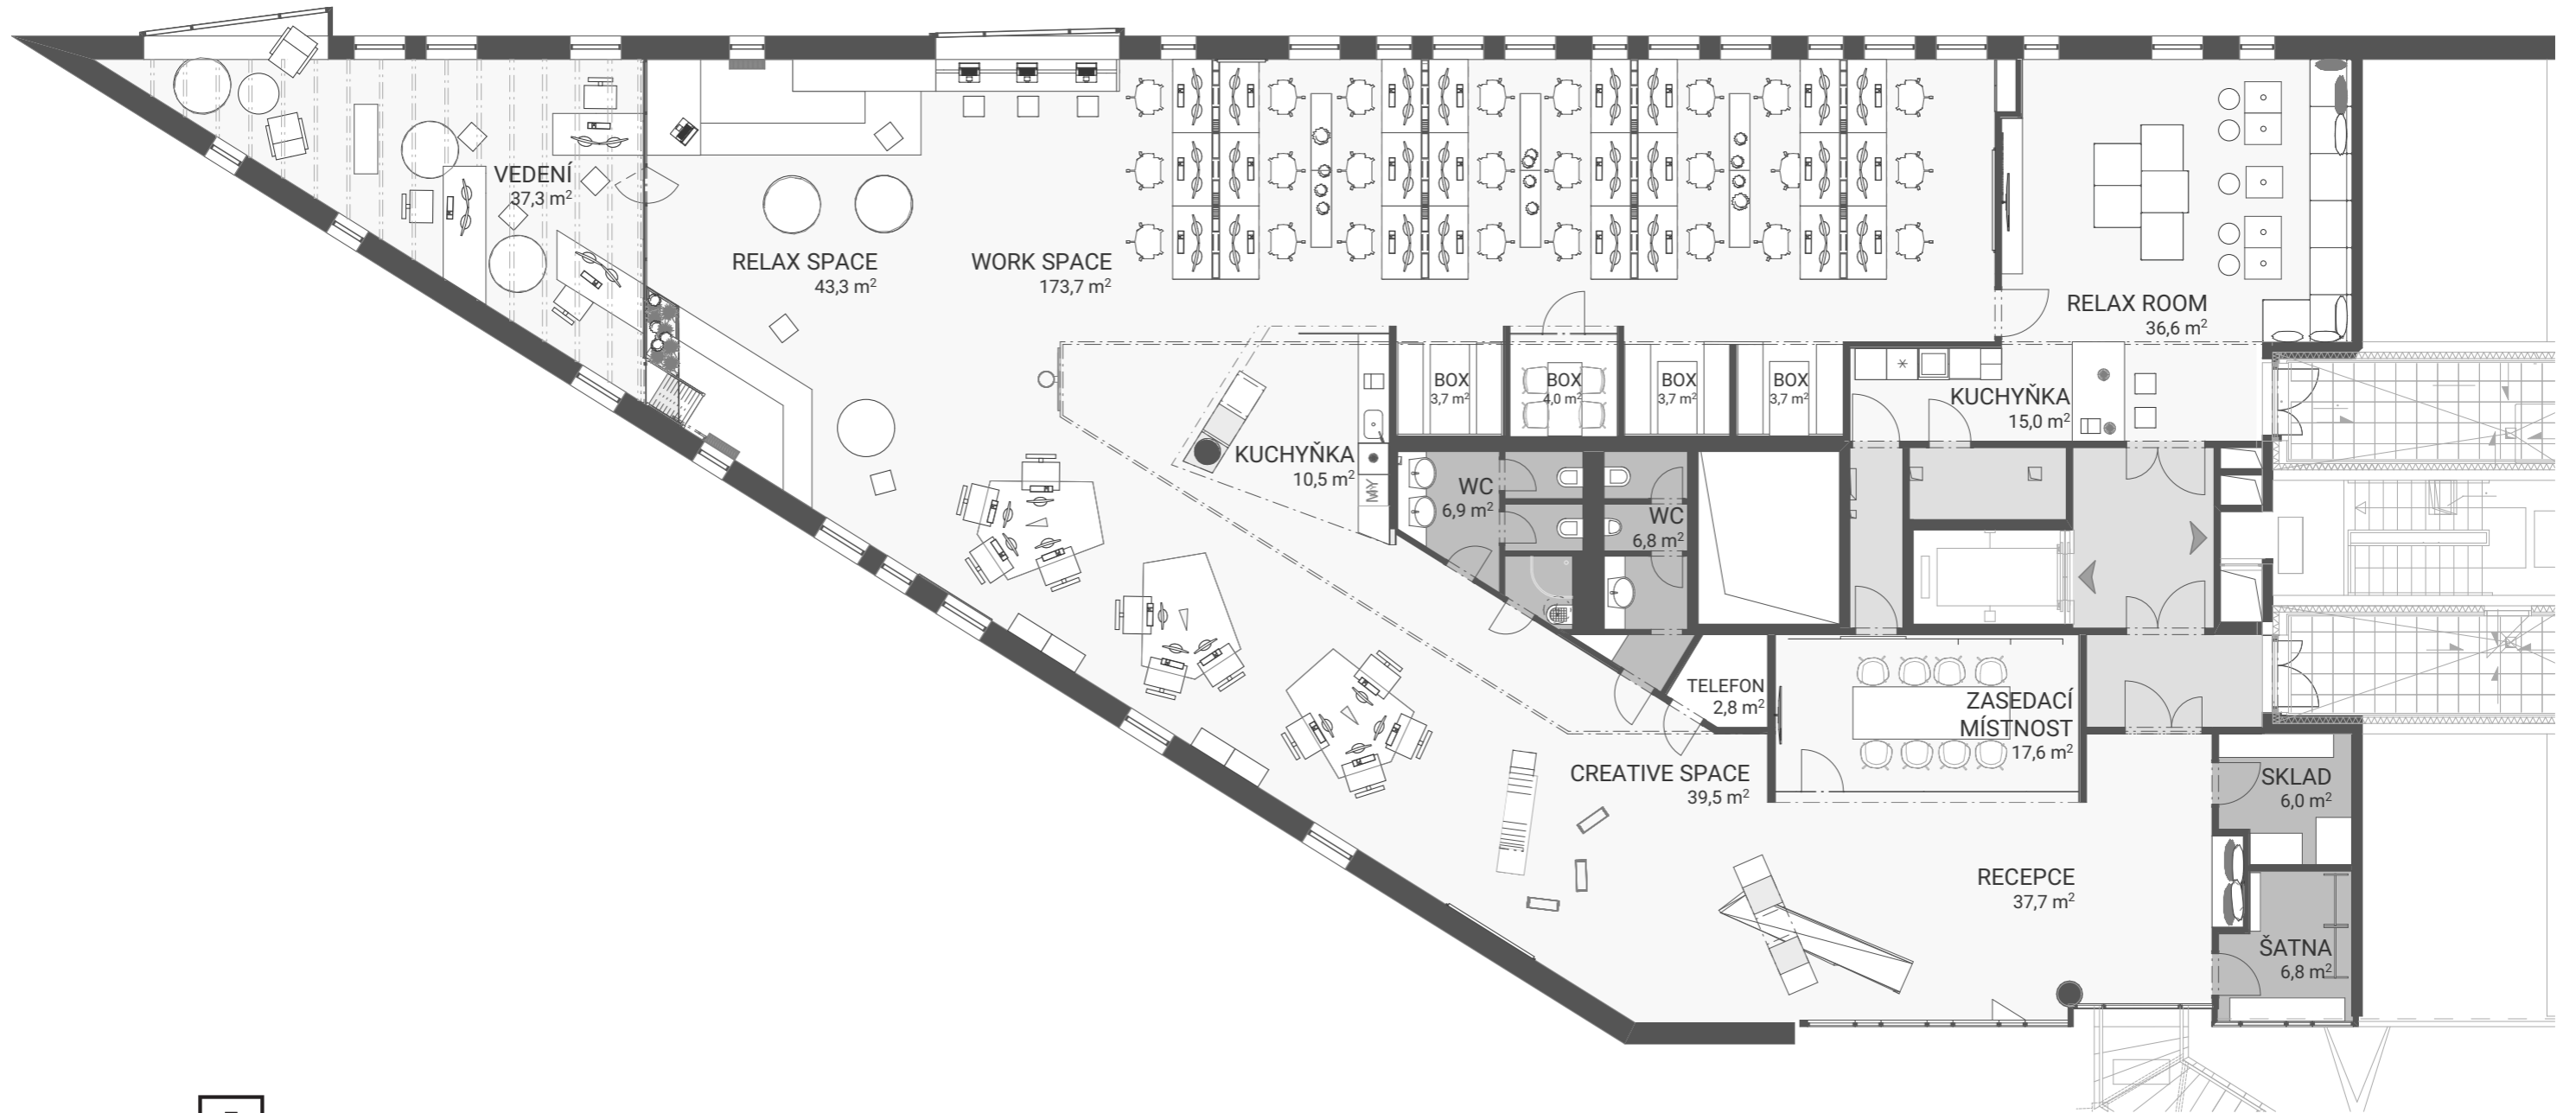 VEDENÍ
37,3 m²
RELAX SPACE
43,3 m²
WORK SPACE
173,7 m²
RELAX ROOM
36,6 m²
BOX
3,7 m²
BOX
4,0 m²
BOX
3,7 m²
BOX
3,7 m²
KUCHYŇKA
15,0 m²
KUCHYŇKA
10,5 m²
MY
WC
6,9 m²
WC
6,8 m²
TELEFON
2,8 m²
ZASEDACÍ
MÍSTNOST
17,6 m²
CREATIVE SPACE
39,5 m²
SKLAD
6,0 m²
RECEPCE
37,7 m²
ŠATNA
6,8 m²